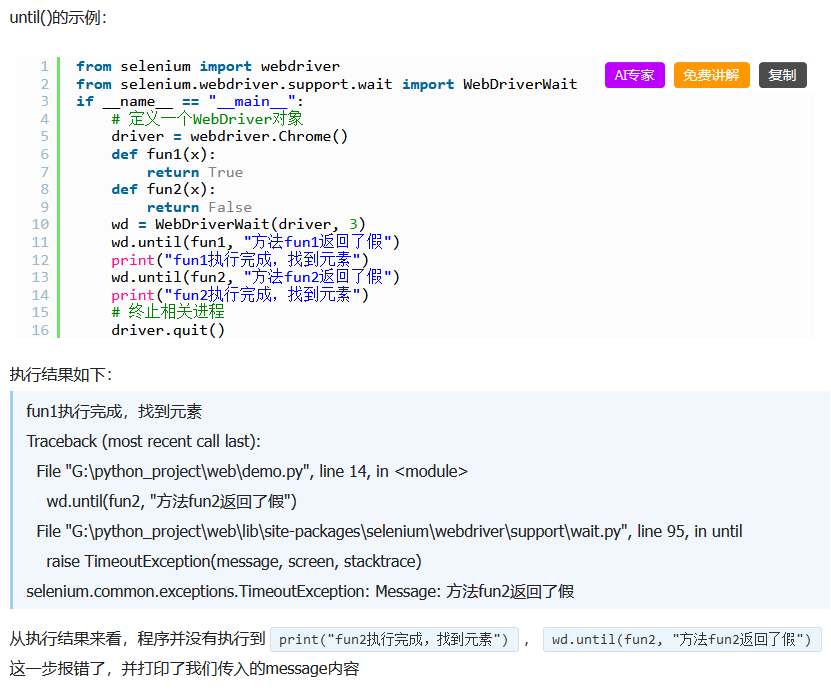 until()的示例：
AI专家 免费讲解 复制
1 from selenium import webdriver
2 from selenium.webdriver.support.wait import WebDriverWait
3 if __name__ == "__main__":
4     # 定义一个WebDriver对象
5     driver = webdriver.Chrome()
6     def fun1(x):
7         return True
8     def fun2(x):
9         return False
10     wd = WebDriverWait(driver, 3)
11     wd.until(fun1, "方法fun1返回了假")
12     print("fun1执行完成，找到元素")
13     wd.until(fun2, "方法fun2返回了假")
14     print("fun2执行完成，找到元素")
15     # 终止相关进程
16     driver.quit()
执行结果如下：
fun1执行完成，找到元素
Traceback (most recent call last):
  File "G:\python_project\web\demo.py", line 14, in <module>
    wd.until(fun2, "方法fun2返回了假")
  File "G:\python_project\web\lib\site-packages\selenium\webdriver\support\wait.py", line 95, in until
    raise TimeoutException(message, screen, stacktrace)
selenium.common.exceptions.TimeoutException: Message: 方法fun2返回了假
从执行结果来看，程序并没有执行到 print("fun2执行完成，找到元素") ， wd.until(fun2, "方法fun2返回了假")
这一步报错了，并打印了我们传入的message内容